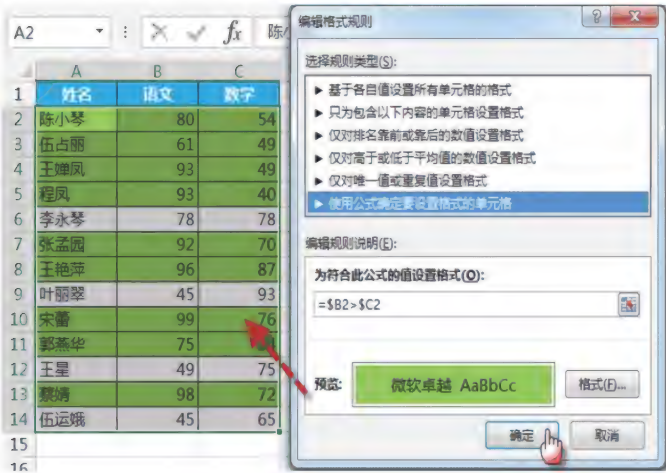 A2
fx
陈小
A B C
1 姓名 语文 数学
2 陈小琴 80 54
3 伍占丽 61 49
4 王婵凤 93 49
5 程凤 93 40
6 李永琴 78 78
7 张孟园 92 70
8 王艳萍 96 87
9 叶丽翠 45 93
10 宋蕾 99 76
11 郭燕华 75
12 王星 49 75
13 蔡婧 98 72
14 伍运娥 45 65
15
16
编辑格式规则
选择规则类型(S):
► 基于各自值设置所有单元格的格式
► 只为包含以下内容的单元格设置格式
► 仅对排名靠前或靠后的数值设置格式
► 仅对高于或低于平均值的数值设置格式
► 仅对唯一值或重复值设置格式
► 使用公式确定要设置格式的单元格
编辑规则说明(E):
为符合此公式的值设置格式(O):
=$B2>$C2
预览:
微软卓越 AaBbCc
格式(F)...
确定
取消